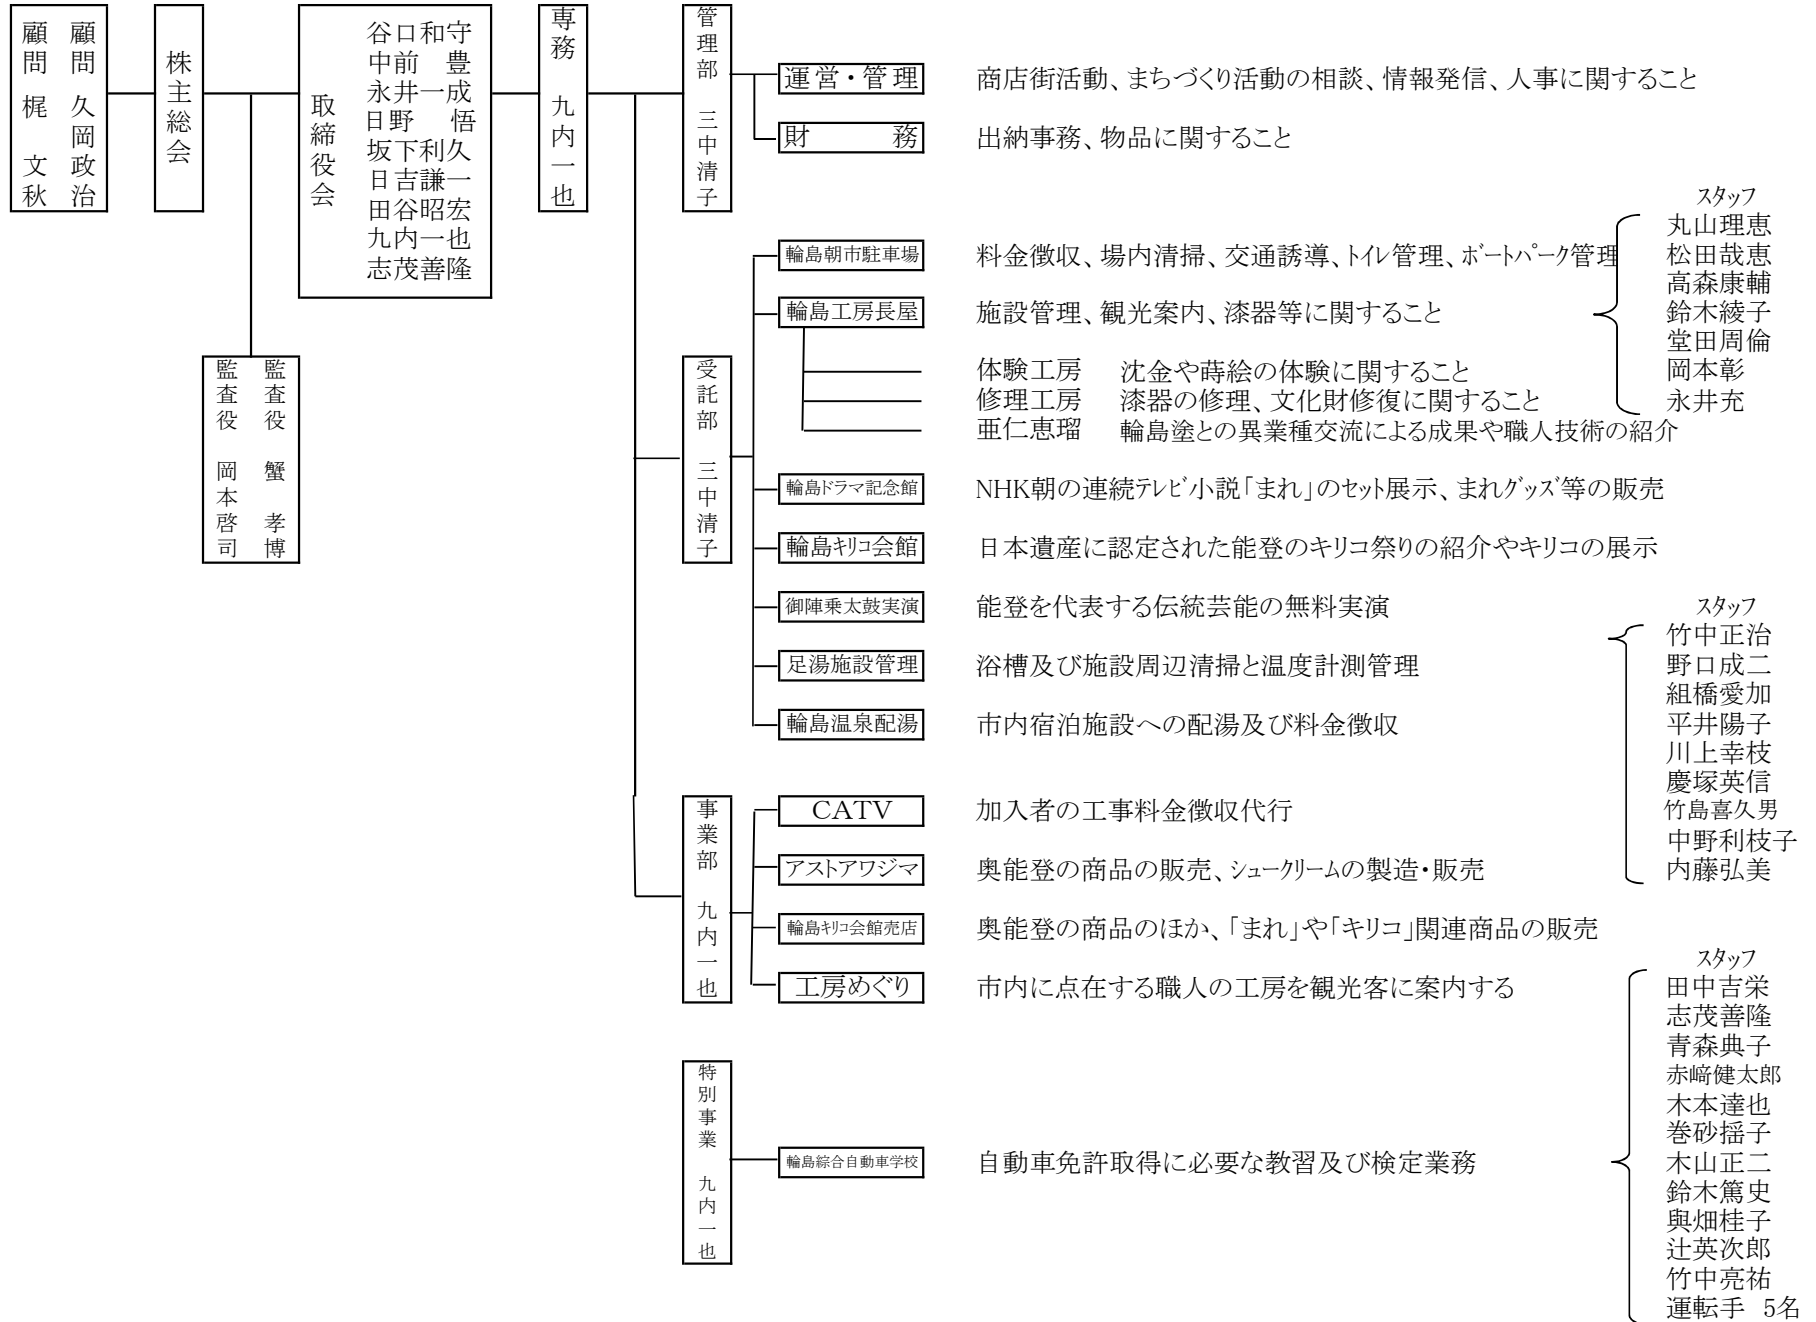 顧問 久岡政治
顧問 梶 文秋
株主総会
取締役会
谷口和守
中前 豊
永井一成
日野 悟
坂下利久
日吉謙一
田谷昭宏
九内一也
志茂善隆
監査役 蟹 孝博
監査役 岡本啓司
専務 九内一也
管理部 三中清子
運営・管理 商店街活動、まちづくり活動の相談、情報発信、人事に関すること
財 務 出納事務、物品に関すること
受託部 三中清子
輪島朝市駐車場 料金徴収、場内清掃、交通誘導、ﾄｲﾚ管理、ﾎﾞｰﾄﾊﾟｰｸ管理
輪島工房長屋 施設管理、観光案内、漆器等に関すること
体験工房 沈金や蒔絵の体験に関すること
修理工房 漆器の修理、文化財修復に関すること
亜仁恵瑠 輪島塗との異業種交流による成果や職人技術の紹介
輪島ﾄﾞﾗﾏ記念館 NHK朝の連続ﾃﾚﾋﾞ小説「まれ」のセット展示、まれｸﾞｯｽﾞ等の販売
輪島ｷﾘｺ会館 日本遺産に認定された能登のキリコ祭りの紹介やキリコの展示
御陣乗太鼓実演 能登を代表する伝統芸能の無料実演
足湯施設管理 浴槽及び施設周辺清掃と温度計測管理
輪島温泉配湯 市内宿泊施設への配湯及び料金徴収
事業部 九内一也
CATV 加入者の工事料金徴収代行
アストアワジマ 奥能登の商品の販売、ｼｭｰｸﾘｰﾑの製造・販売
輪島ｷﾘｺ会館売店 奥能登の商品のほか、「まれ」や「キリコ」関連商品の販売
工房めぐり 市内に点在する職人の工房を観光客に案内する
特別事業 九内一也
輪島綜合自動車学校 自動車免許取得に必要な教習及び検定業務
ｽﾀｯﾌ
丸山理恵
松田哉恵
高森康輔
鈴木綾子
堂田周倫
岡本彰
永井充
ｽﾀｯﾌ
竹中正治
野口成二
組橋愛加
平井陽子
川上幸枝
慶塚英信
竹島喜久男
中野利枝子
内藤弘美
ｽﾀｯﾌ
田中吉栄
志茂善隆
青森典子
赤﨑健太郎
木本達也
巻砂揺子
木山正二
鈴木篤史
與畑桂子
辻英次郎
竹中亮祐
運転手 5名